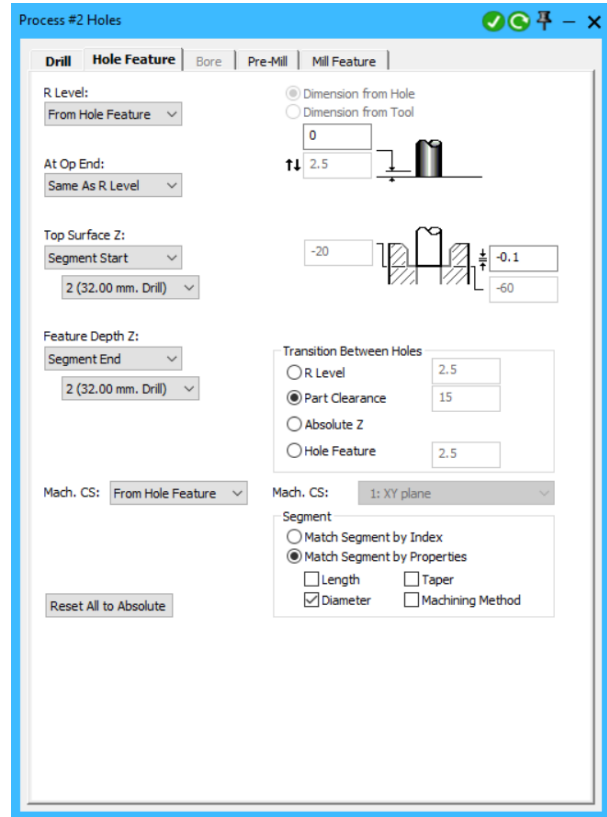 Process #2 Holes
Drill Hole Feature Bore Pre-Mill Mill Feature
R Level:
From Hole Feature
Dimension from Hole
Dimension from Tool
0
2.5
At Op End:
Same As R Level
Top Surface Z:
Segment Start
2 (32.00 mm. Drill)
-20
-0.1
-60
Feature Depth Z:
Segment End
2 (32.00 mm. Drill)
Transition Between Holes
R Level 2.5
Part Clearance 15
Absolute Z
Hole Feature 2.5
Mach. CS: From Hole Feature
Mach. CS: 1: XY plane
Segment
Match Segment by Index
Match Segment by Properties
Length Taper
Diameter Machining Method
Reset All to Absolute